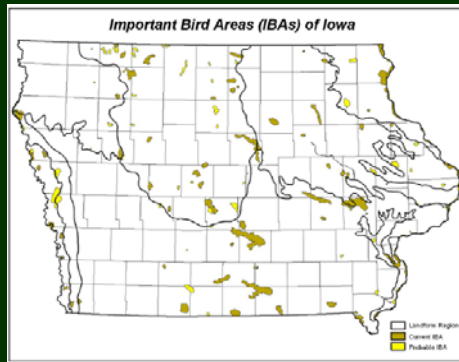 Important Bird Areas (IBAs) of Iowa
Landform Region
Current IBA
Probable IBA